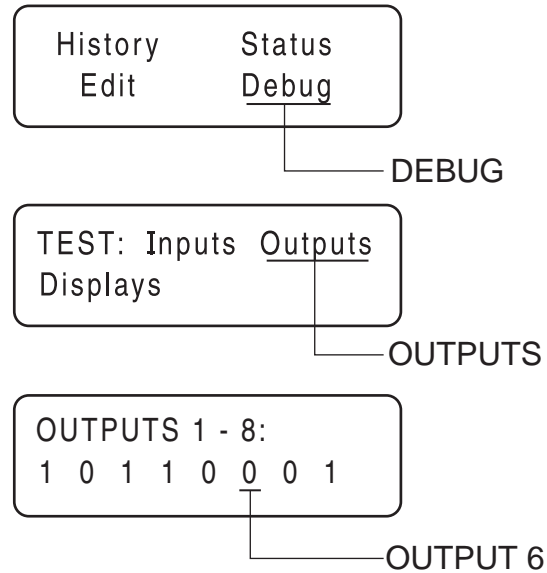 History Status
Edit Debug
DEBUG
TEST: Inputs Outputs
Displays
OUTPUTS
OUTPUTS 1 - 8:
1 0 1 1 0 0 0 1
OUTPUT 6